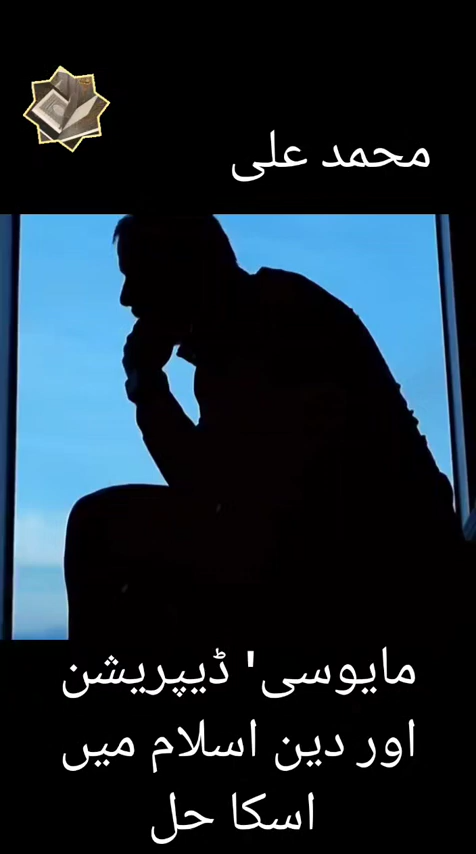 محمد علی
مایوسی' ڈیپریشن
اور دین اسلام میں
اسکا حل